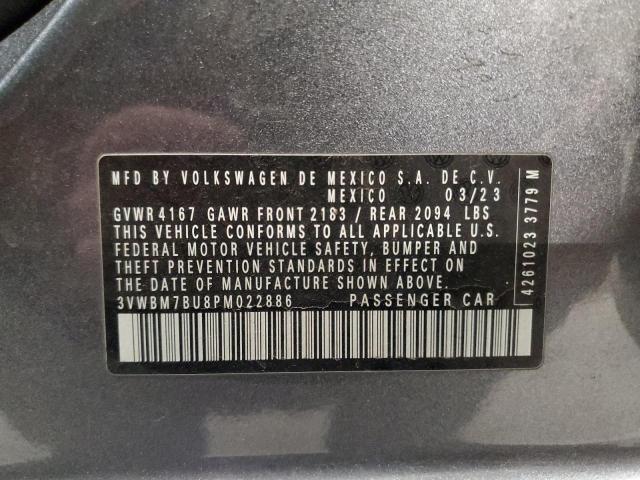 MFD BY VOLKSWAGEN DE MEXICO S.A. DE C.V.
MEXICO 03/23
GVWR 4167 GAWR FRONT 2183 / REAR 2094 LBS
THIS VEHICLE CONFORMS TO ALL APPLICABLE U.S.
FEDERAL MOTOR VEHICLE SAFETY, BUMPER AND
THEFT PREVENTION STANDARDS IN EFFECT ON
THE DATE OF MANUFACTURE SHOWN ABOVE
3VWBM7BU8PM022886 PASSENGER CAR
4261023 3779 M